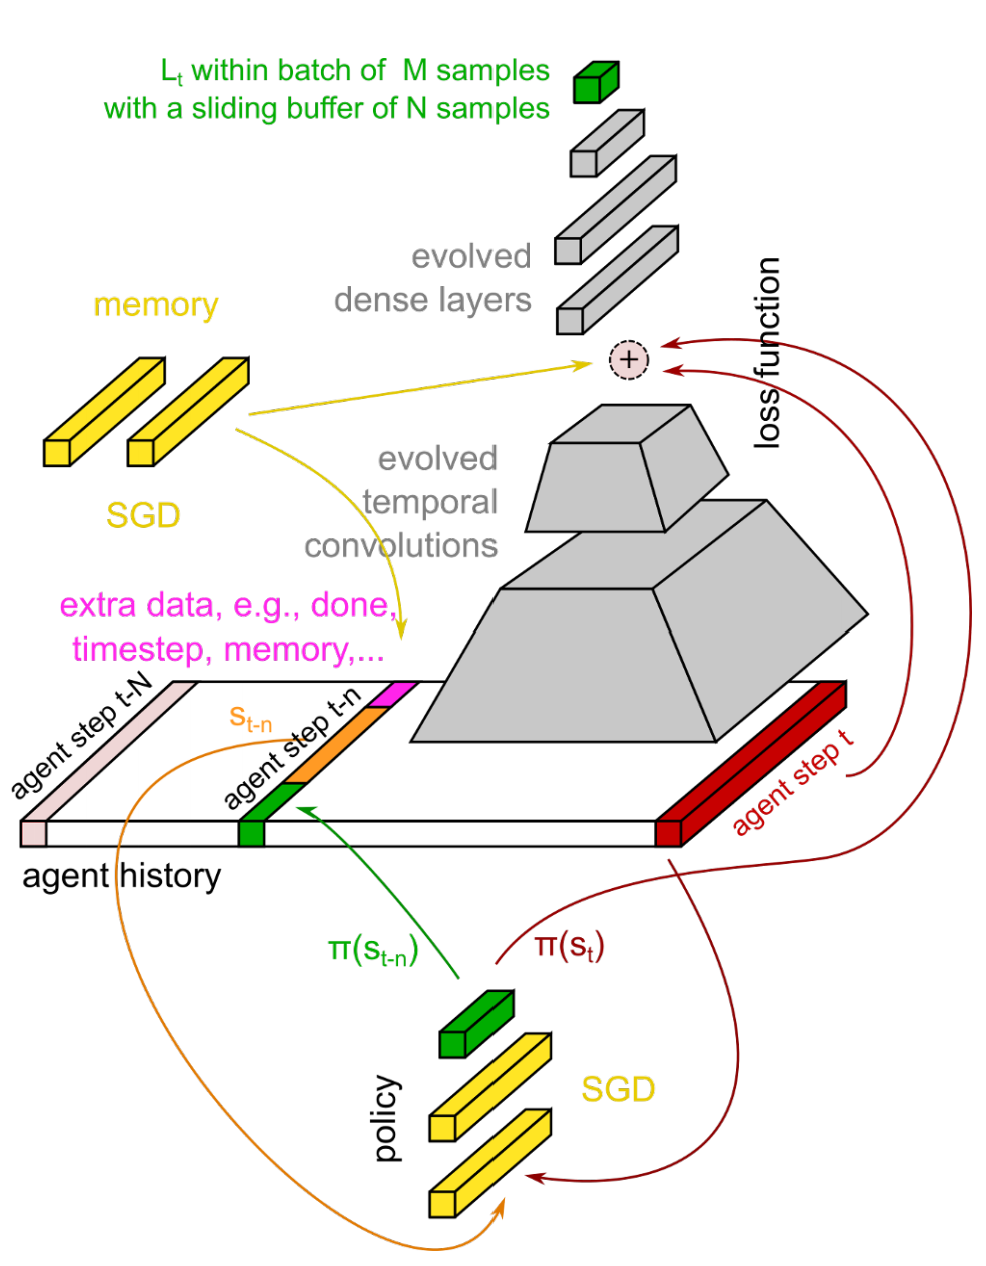 L_t within batch of M samples
with a sliding buffer of N samples
evolved
dense layers
memory
+
loss function
evolved
temporal
convolutions
SGD
extra data, e.g., done,
timestep, memory,...
agent step t-N
s_{t-n}
agent step t-n
agent step t
agent history
π(s_{t-n})
π(s_t)
policy
SGD